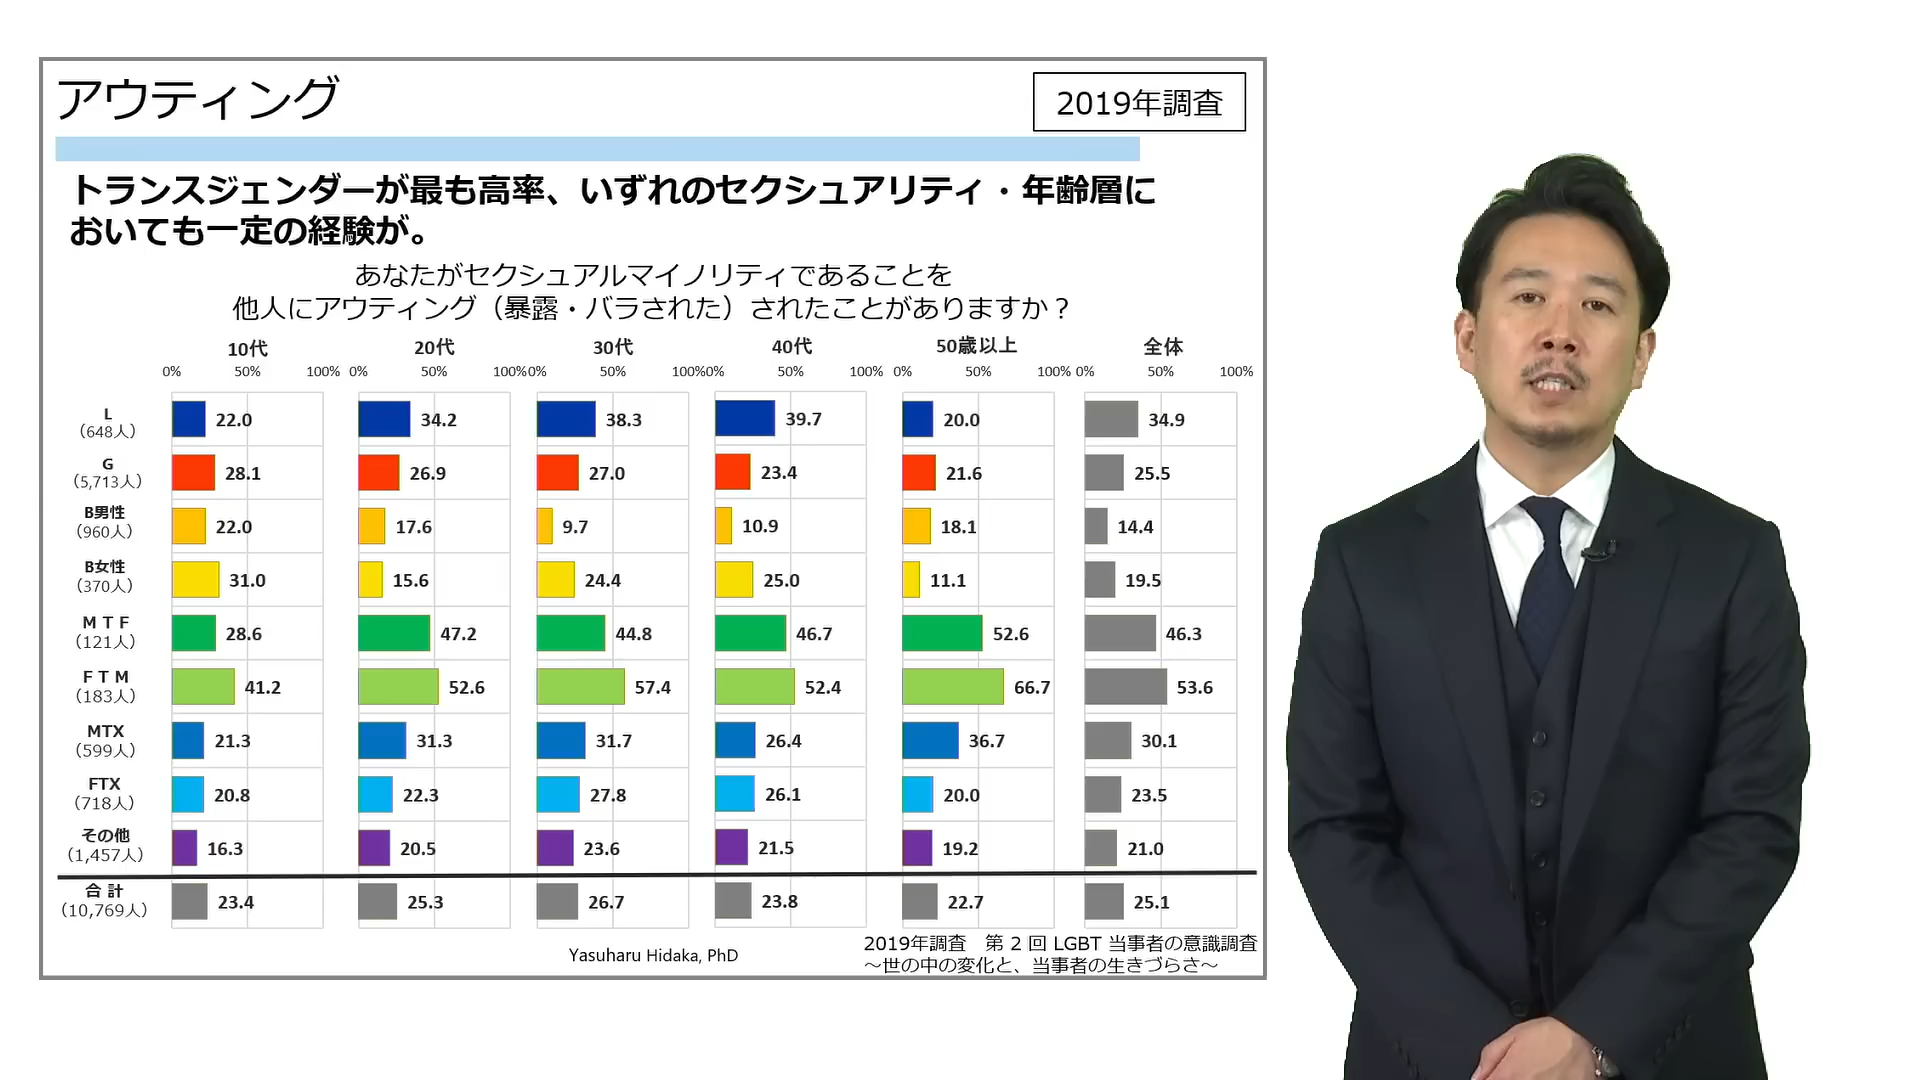 アウティング
2019年調査
トランスジェンダーが最も高率、いずれのセクシュアリティ・年齢層に
おいても一定の経験が。
あなたがセクシュアルマイノリティであることを
他人にアウティング（暴露・バラされた）されたことがありますか？
10代 20代 30代 40代 50歳以上 全体
0% 50% 100% 0% 50% 100% 0% 50% 100% 0% 50% 100% 0% 50% 100% 0% 50% 100%
L 22.0 34.2 38.3 39.7 20.0 34.9
（648人）
G 28.1 26.9 27.0 23.4 21.6 25.5
（5,713人）
B男性 22.0 17.6 9.7 10.9 18.1 14.4
（960人）
B女性 31.0 15.6 24.4 25.0 11.1 19.5
（370人）
ＭＴＦ 28.6 47.2 44.8 46.7 52.6 46.3
（121人）
ＦＴＭ 41.2 52.6 57.4 52.4 66.7 53.6
（183人）
MTX 21.3 31.3 31.7 26.4 36.7 30.1
（599人）
FTX 20.8 22.3 27.8 26.1 20.0 23.5
（718人）
その他 16.3 20.5 23.6 21.5 19.2 21.0
（1,457人）
合 計 23.4 25.3 26.7 23.8 22.7 25.1
（10,769人）
Yasuharu Hidaka, PhD
2019年調査　第２回 LGBT 当事者の意識調査
～世の中の変化と、当事者の生きづらさ～